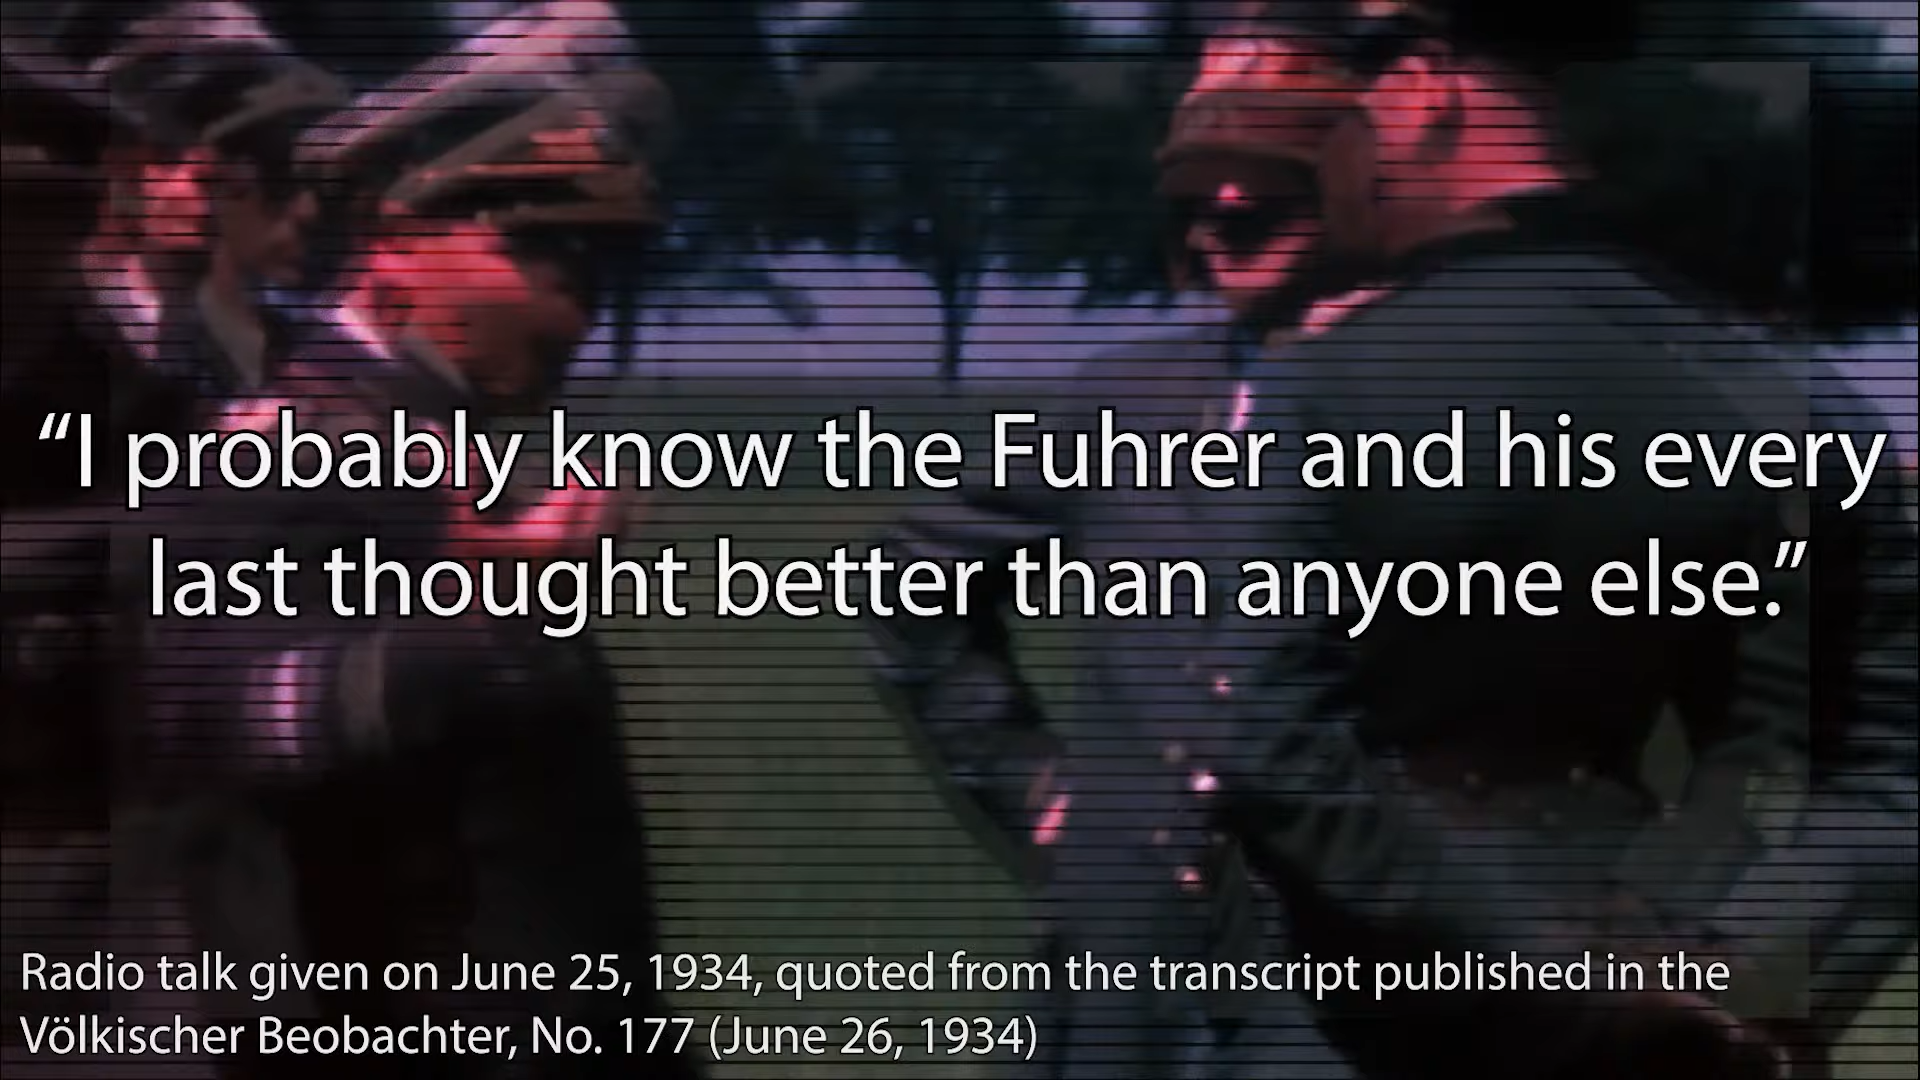 “I probably know the Fuhrer and his every
last thought better than anyone else.”
Radio talk given on June 25, 1934, quoted from the transcript published in the
Völkischer Beobachter, No. 177 (June 26, 1934)